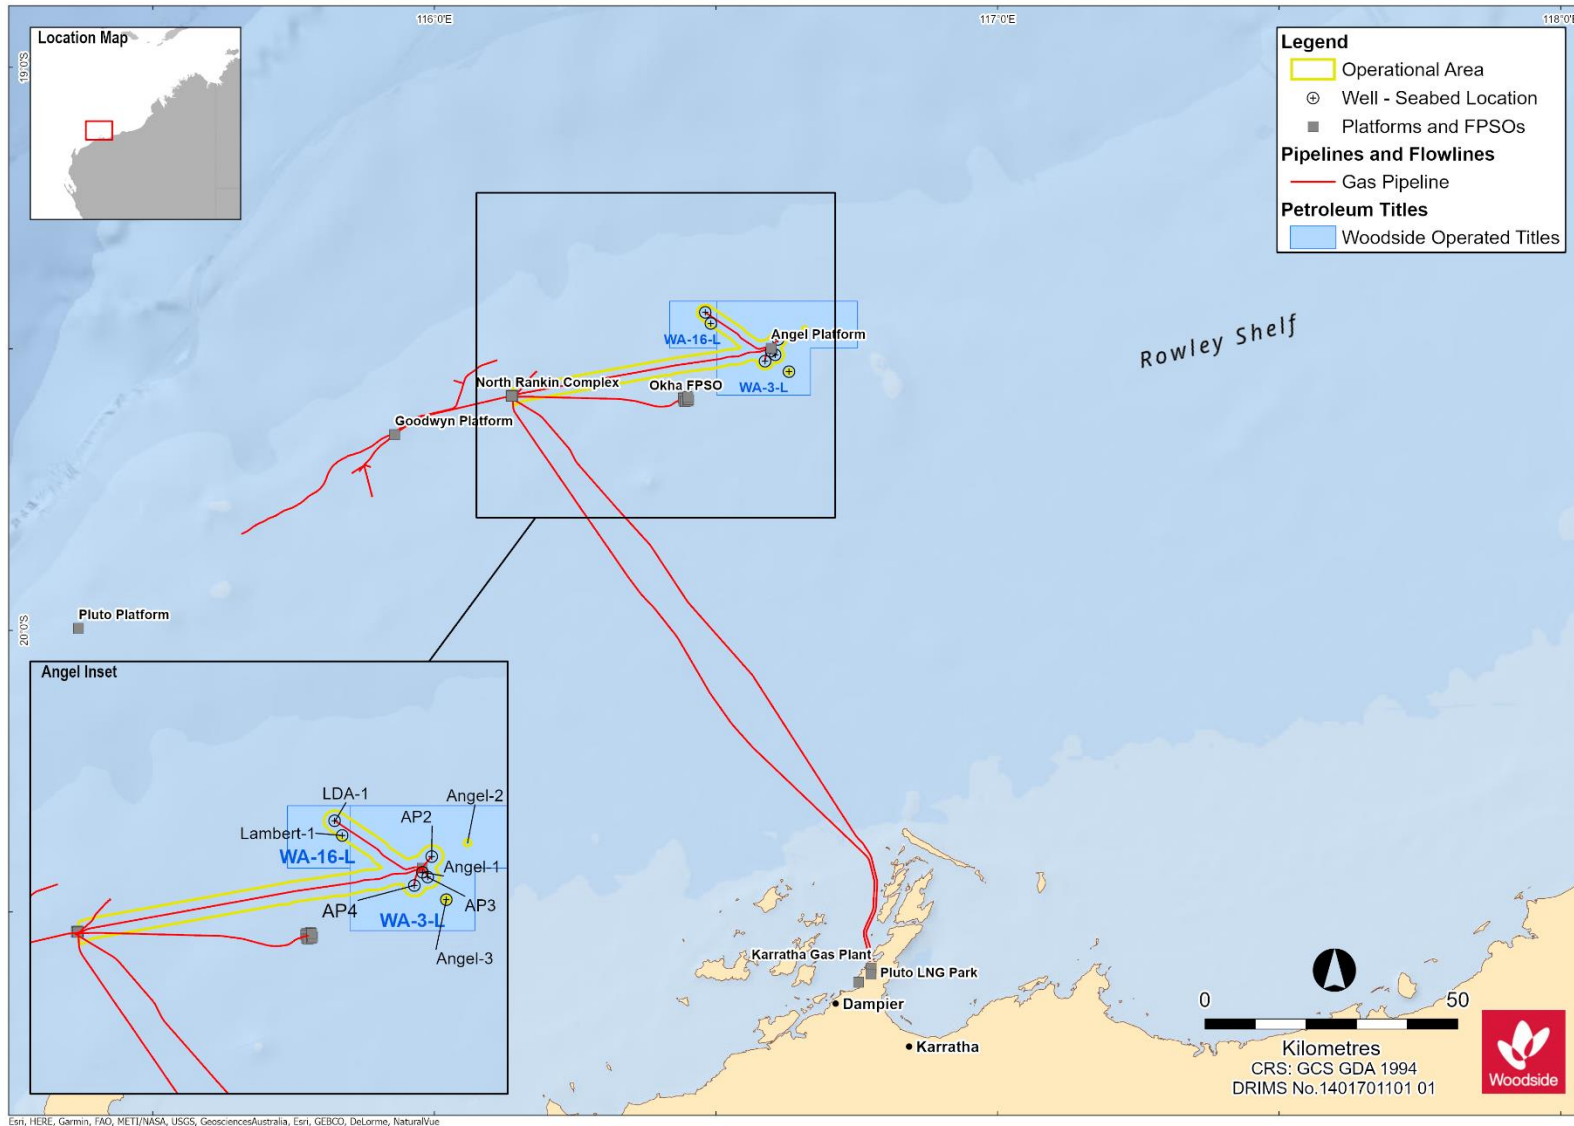 116°0'E
117°0'E
118°0'E
19°0'S
20°0'S
Location Map
Legend
Operational Area
Well - Seabed Location
Platforms and FPSOs
Pipelines and Flowlines
Gas Pipeline
Petroleum Titles
Woodside Operated Titles
Rowley Shelf
WA-16-L
Angel Platform
WA-3-L
North Rankin Complex
Okha FPSO
Goodwyn Platform
Pluto Platform
Angel Inset
LDA-1
Angel-2
AP2
Lambert-1
WA-16-L
Angel-1
AP4
AP3
WA-3-L
Angel-3
Karratha Gas Plant
Pluto LNG Park
Dampier
Karratha
0
50
Kilometres
CRS: GCS GDA 1994
DRIMS No.1401701101 01
Woodside
Esri, HERE, Garmin, FAO, METI/NASA, USGS, GeosciencesAustralia, Esri, GEBCO, DeLorme, NaturalVue